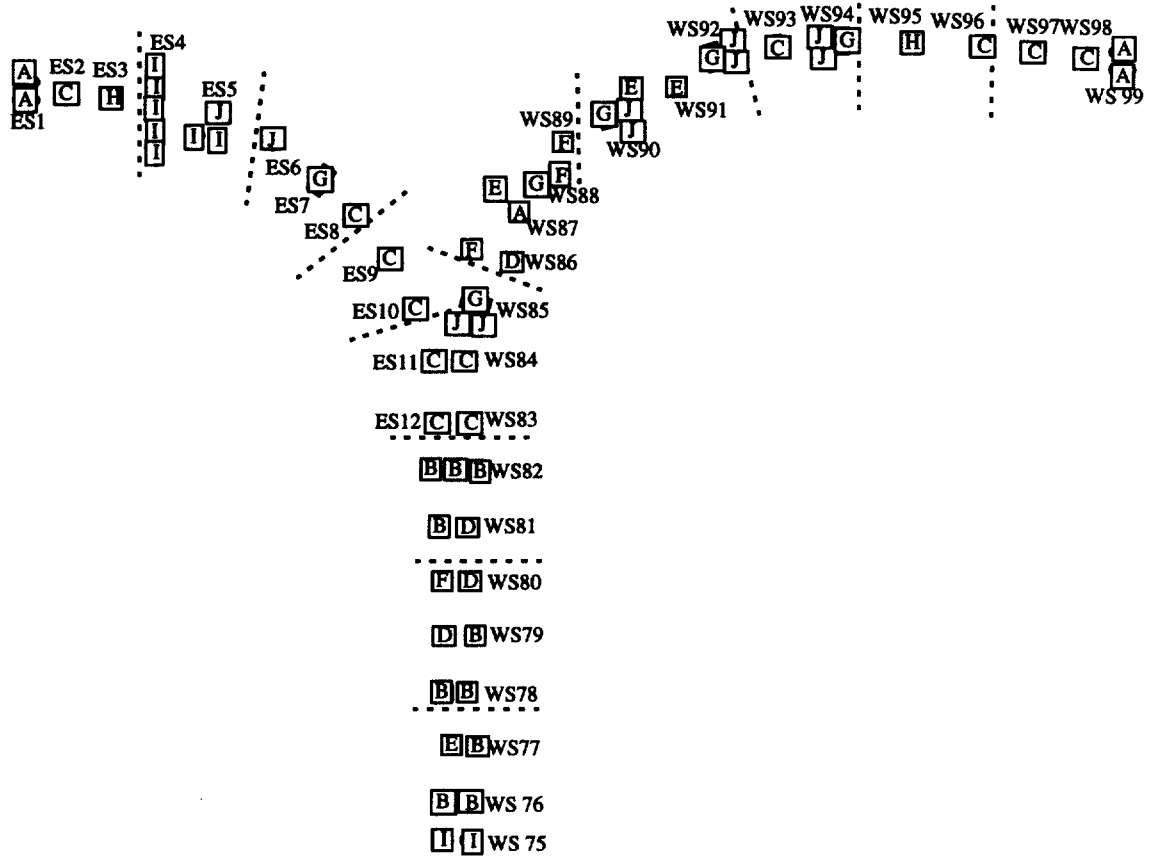 WS92 J WS93 WS94 WS95 WS96 WS97WS98
ES4 G J C J G H C C C A
A ES2 ES3 I J A
A C H I ES5 E E WS 99
ES1 I J G J WS91
I I I J J WS89 F J WS90
I ES6
G E G F WS88
ES7 A WS87
ES8 C
C F D WS86
ES9
ES10 C G WS85
J J
ES11 C C WS84
ES12 C C WS83
B B B WS82
B D WS81
F D WS80
D B WS79
B B WS78
E B WS77
B B WS 76
I I WS 75